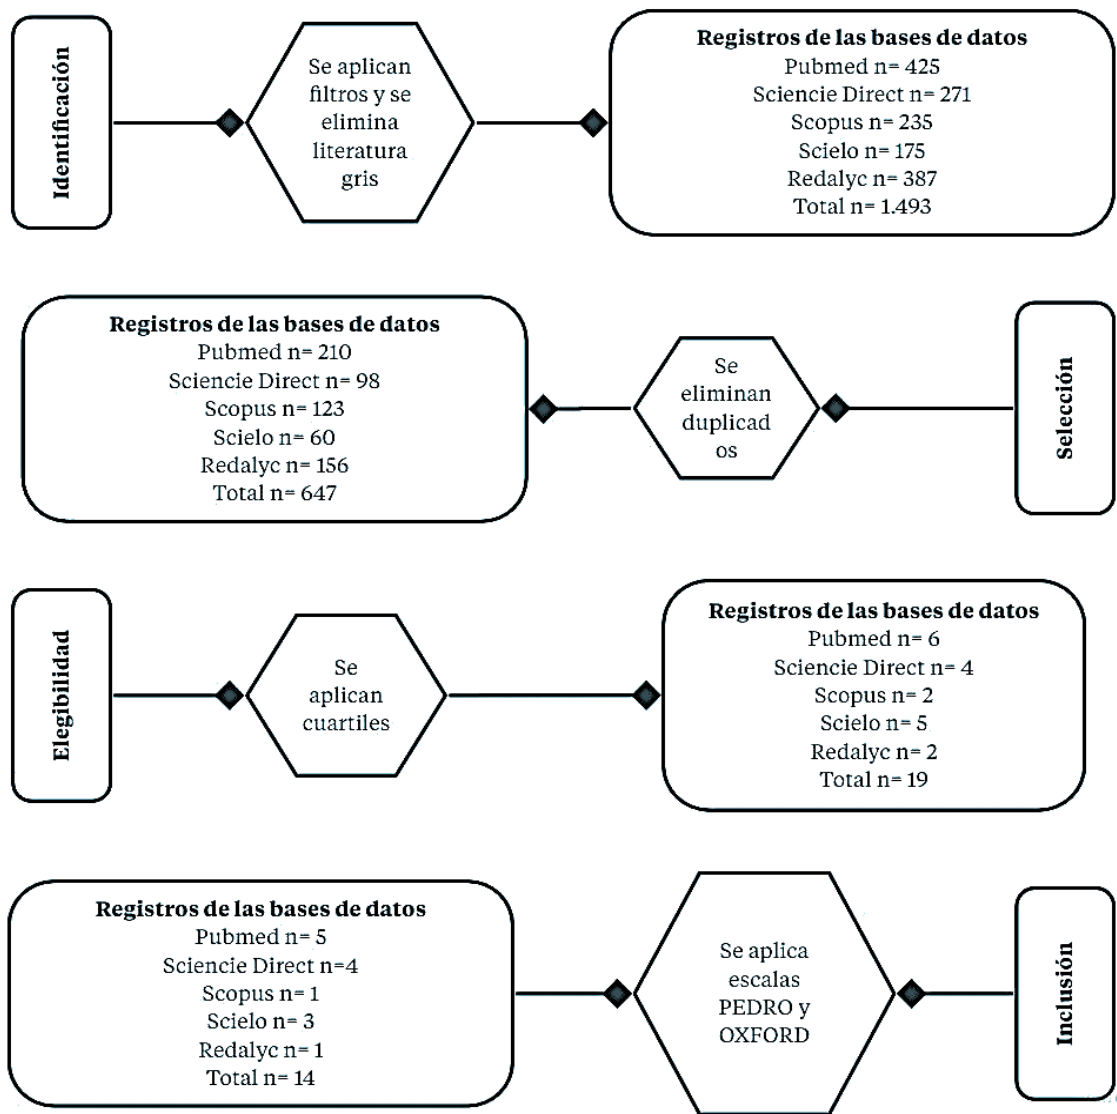 Identificación
Se aplican
filtros y se
elimina
literatura
gris
Registros de las bases de datos
Pubmed n= 425
Sciencie Direct n= 271
Scopus n= 235
Scielo n= 175
Redalyc n= 387
Total n= 1.493
Registros de las bases de datos
Pubmed n= 210
Sciencie Direct n= 98
Scopus n= 123
Scielo n= 60
Redalyc n= 156
Total n= 647
Se
eliminan
duplicad
os
Selección
Elegibilidad
Se
aplican
cuartiles
Registros de las bases de datos
Pubmed n= 6
Sciencie Direct n= 4
Scopus n= 2
Scielo n= 5
Redalyc n= 2
Total n= 19
Registros de las bases de datos
Pubmed n= 5
Sciencie Direct n=4
Scopus n= 1
Scielo n= 3
Redalyc n= 1
Total n= 14
Se aplica
escalas
PEDRO y
OXFORD
Inclusión